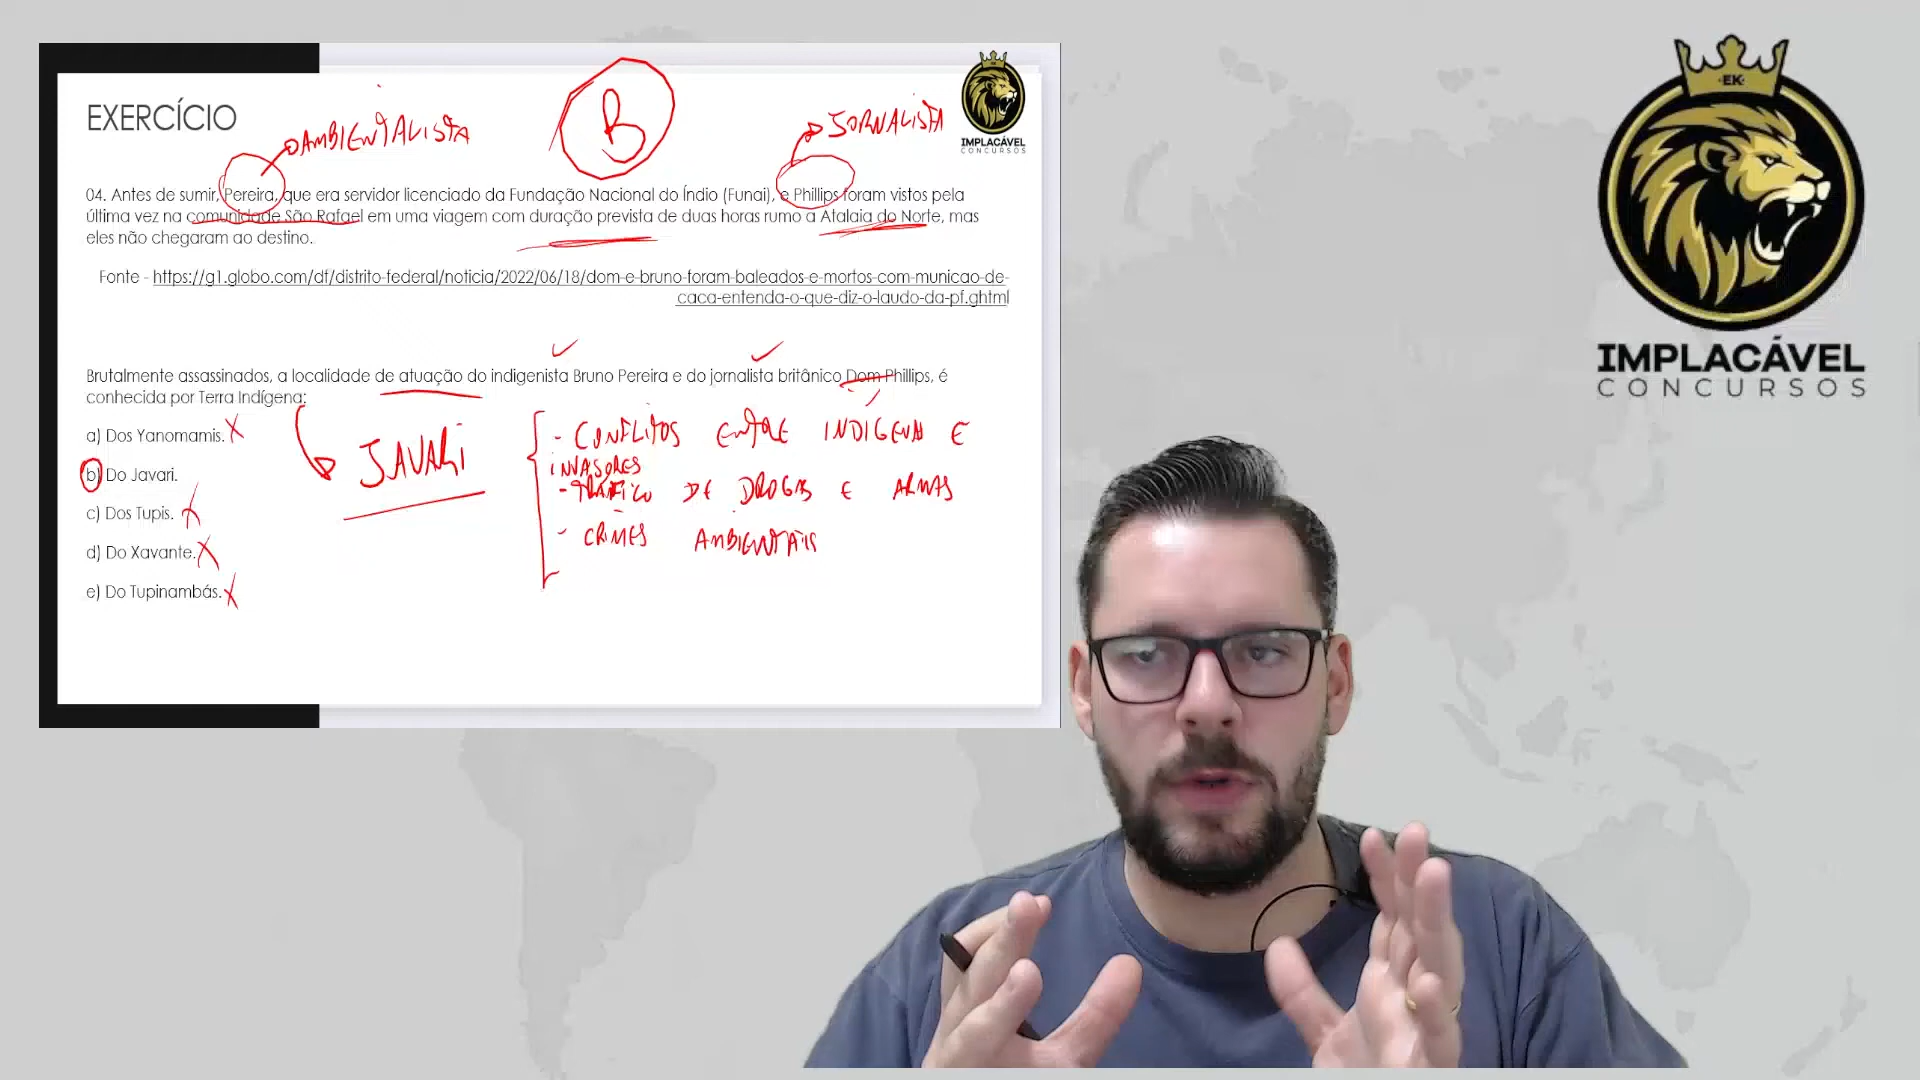 EXERCÍCIO
AMBIENTALISTA
B
JORNALISTA
IMPLACÁVEL
CONCURSOS
04. Antes de sumir, Pereira, que era servidor licenciado da Fundação Nacional do Índio (Funai), e Phillips foram vistos pela
última vez na comunidade São Rafael em uma viagem com duração prevista de duas horas rumo a Atalaia do Norte, mas
eles não chegaram ao destino.
Fonte - https://g1.globo.com/df/distrito-federal/noticia/2022/06/18/dom-e-bruno-foram-baleados-e-mortos-com-municao-de-
caca-entenda-o-que-diz-o-laudo-da-pf.ghtml
Brutalmente assassinados, a localidade de atuação do indigenista Bruno Pereira e do jornalista britânico Dom Phillips, é
conhecida por Terra Indígena:
a) Dos Yanomamis.
b) Do Javari.
c) Dos Tupis.
d) Do Xavante.
e) Do Tupinambás.
JAVARI
- CONFLITOS ENTRE INDÍGENA E
INVASORES
- TRÁFICO DE DROGAS E ARMAS
- CRIMES AMBIENTAIS
EK
IMPLACÁVEL
CONCURSOS